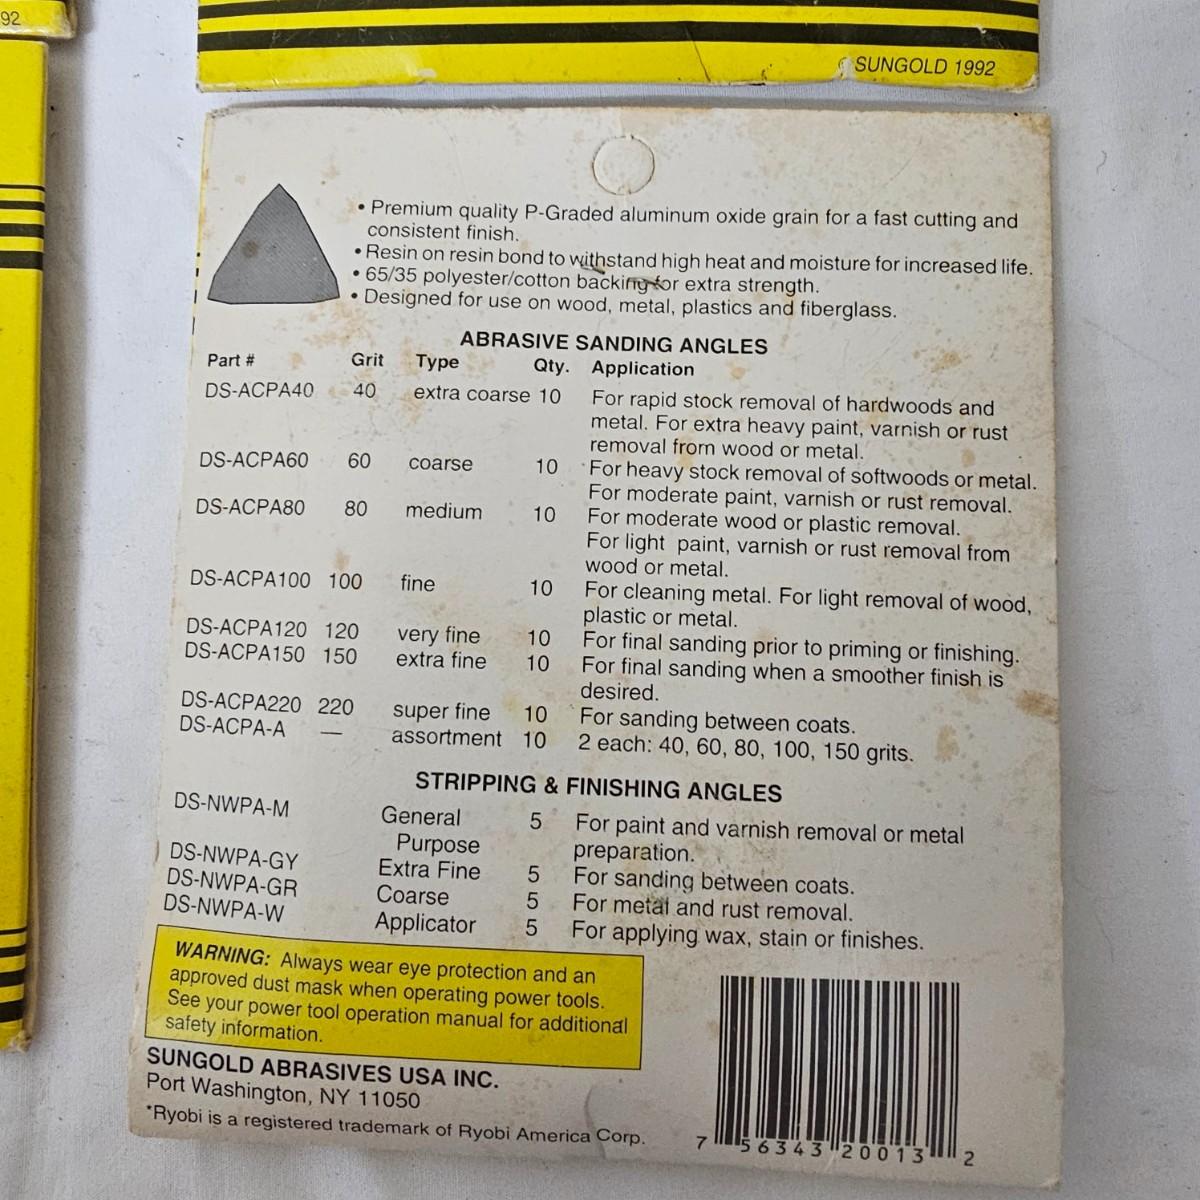 92
SUNGOLD 1992
• Premium quality P-Graded aluminum oxide grain for a fast cutting and
consistent finish.
• Resin on resin bond to withstand high heat and moisture for increased life.
• 65/35 polyester/cotton backing for extra strength.
• Designed for use on wood, metal, plastics and fiberglass.
ABRASIVE SANDING ANGLES
Part # Grit Type Qty. Application
DS-ACPA40 40 extra coarse 10 For rapid stock removal of hardwoods and
metal. For extra heavy paint, varnish or rust
removal from wood or metal.
DS-ACPA60 60 coarse 10 For heavy stock removal of softwoods or metal.
For moderate paint, varnish or rust removal.
DS-ACPA80 80 medium 10 For moderate wood or plastic removal.
For light paint, varnish or rust removal from
wood or metal.
DS-ACPA100 100 fine 10 For cleaning metal. For light removal of wood,
plastic or metal.
DS-ACPA120 120 very fine 10 For final sanding prior to priming or finishing.
DS-ACPA150 150 extra fine 10 For final sanding when a smoother finish is
desired.
DS-ACPA220 220 super fine 10 For sanding between coats.
DS-ACPA-A — assortment 10 2 each: 40, 60, 80, 100, 150 grits.
STRIPPING & FINISHING ANGLES
DS-NWPA-M General 5 For paint and varnish removal or metal
Purpose preparation.
DS-NWPA-GY Extra Fine 5 For sanding between coats.
DS-NWPA-GR Coarse 5 For metal and rust removal.
DS-NWPA-W Applicator 5 For applying wax, stain or finishes.
WARNING: Always wear eye protection and an
approved dust mask when operating power tools.
See your power tool operation manual for additional
safety information.
SUNGOLD ABRASIVES USA INC.
Port Washington, NY 11050
*Ryobi is a registered trademark of Ryobi America Corp.
7 56343 20013 2